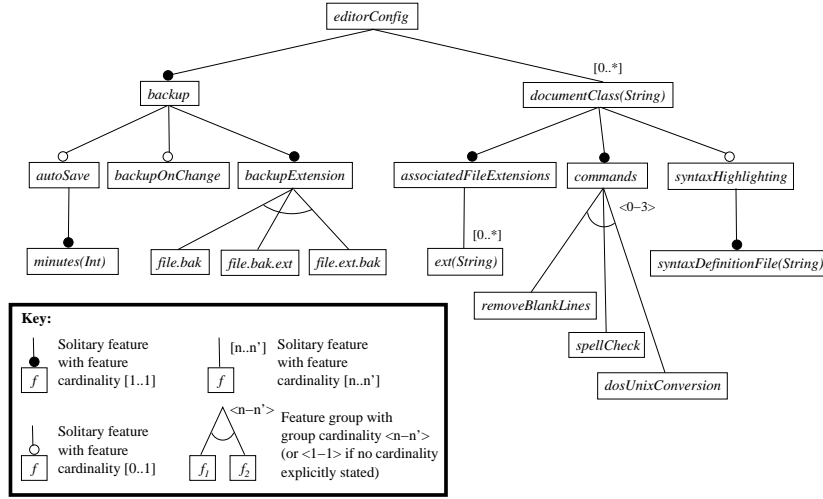 editorConfig
[0..*]
backup
documentClass(String)
autoSave
backupOnChange
backupExtension
associatedFileExtensions
commands
syntaxHighlighting
<0−3>
[0..*]
minutes(Int)
file.bak
file.bak.ext
file.ext.bak
ext(String)
syntaxDefinitionFile(String)
removeBlankLines
spellCheck
dosUnixConversion
Key:
Solitary feature
with feature
cardinality [1..1]
f
[n..n']
Solitary feature
with feature
cardinality [n..n']
f
Solitary feature
with feature
cardinality [0..1]
f
<n−n'>
Feature group with
group cardinality <n−n'>
(or <1−1> if no cardinality
explicitly stated)
f1
f2